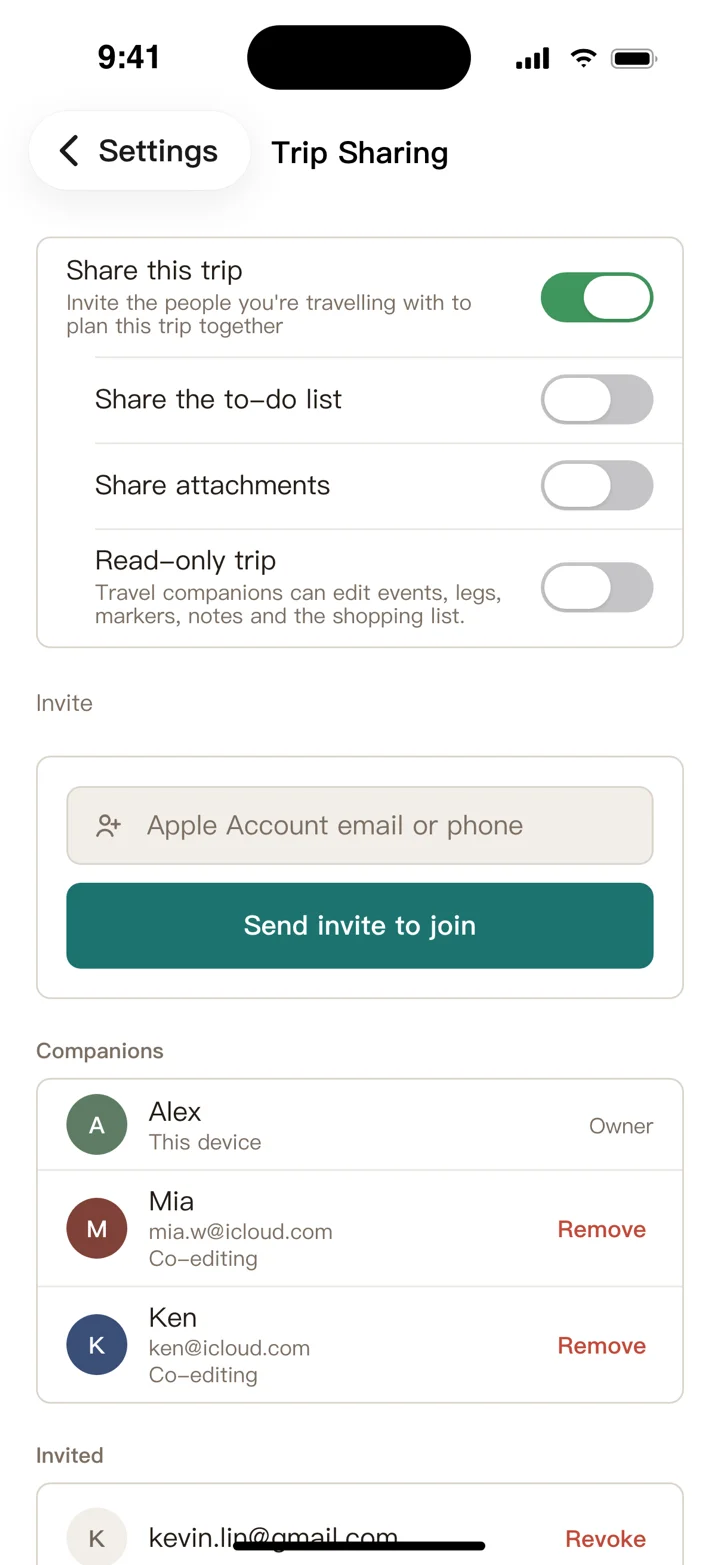 9:41
Settings
Trip Sharing
Share this trip
Invite the people you're travelling with to
plan this trip together
Share the to-do list
Share attachments
Read-only trip
Travel companions can edit events, legs,
markers, notes and the shopping list.
Invite
Apple Account email or phone
Send invite to join
Companions
A
Alex
This device
Owner
M
Mia
mia.w@icloud.com
Co-editing
Remove
K
Ken
ken@icloud.com
Co-editing
Remove
Invited
K
kevin.lin@gmail.com
Revoke